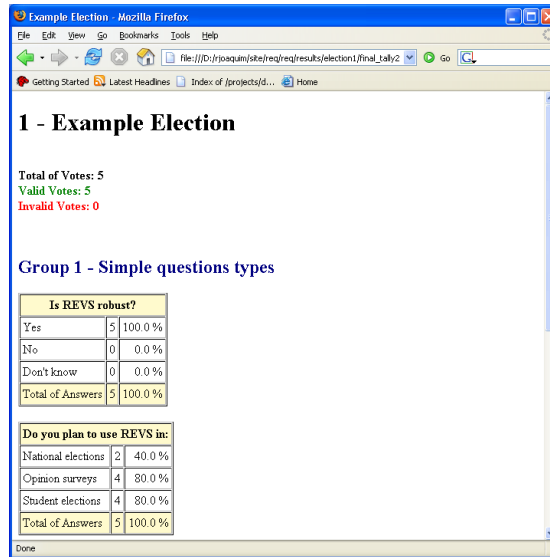 Example Election - Mozilla Firefox
File Edit View Go Bookmarks Tools Help
file:///D:/rjoaquim/site/req/req/results/election1/final_tally2 Go
Getting Started Latest Headlines Index of /projects/d... Home
1 - Example Election
Total of Votes: 5
Valid Votes: 5
Invalid Votes: 0
Group 1 - Simple questions types
Is REVS robust?
Yes 5 100.0 %
No 0 0.0 %
Don't know 0 0.0 %
Total of Answers 5 100.0 %
Do you plan to use REVS in:
National elections 2 40.0 %
Opinion surveys 4 80.0 %
Student elections 4 80.0 %
Total of Answers 5 100.0 %
Done